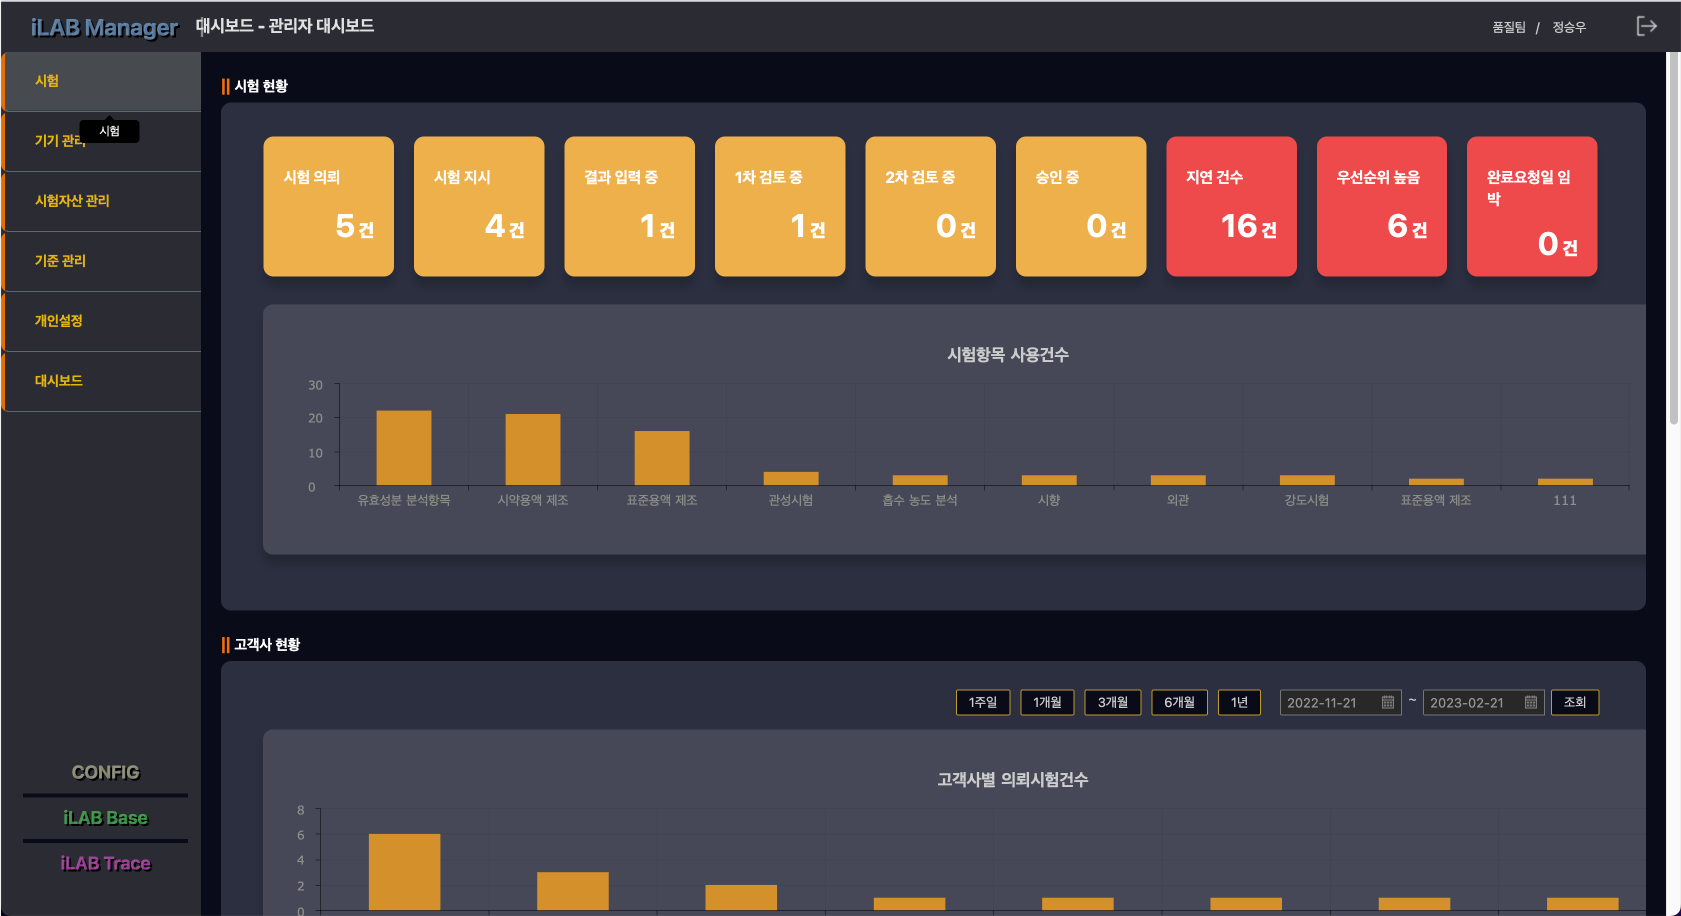 iLAB Manager
대시보드 - 관리자 대시보드
품질팀 / 정승우
시험
시험
기기 관리
시험자산 관리
기준 관리
개인설정
대시보드
CONFIG
iLAB Base
iLAB Trace
시험 현황
시험 의뢰
5 건
시험 지시
4 건
결과 입력 중
1 건
1차 검토 중
1 건
2차 검토 중
0 건
승인 중
0 건
지연 건수
16 건
우선순위 높음
6 건
완료요청일 임
박
0 건
시험항목 사용건수
30
20
10
0
유효성분 분석항목 시약용액 제조 표준용액 제조 관성시험 흡수 농도 분석 시향 외관 강도시험 표준용액 제조 111
고객사 현황
1주일 1개월 3개월 6개월 1년 2022-11-21 ~ 2023-02-21 조회
고객사별 의뢰시험건수
8
6
4
2
0